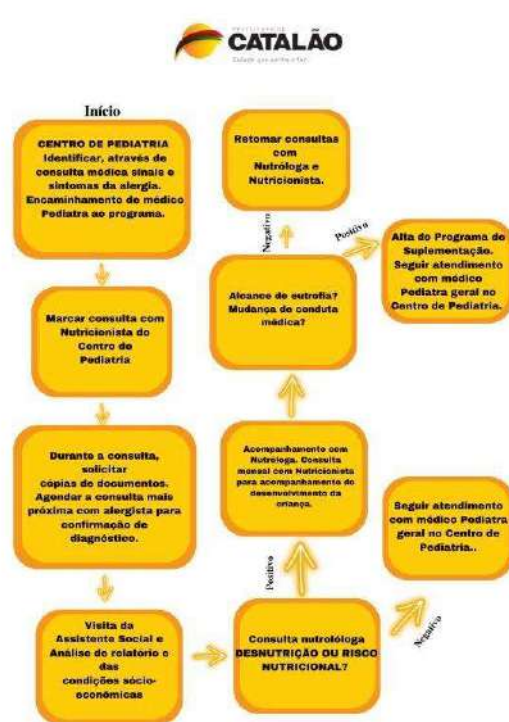 PREFEITURA DE
CATALÃO
Início
CENTRO DE PEDIATRIA
Identificar, através de
consulta médica sinais e
sintomas da alergia.
Encaminhamento de médico
Pediatra ao programa.
Marcar consulta com
Nutricionista do
Centro de
Pediatria
Durante a consulta,
solicitar
cópias de documentos.
Agendar a consulta mais
próxima com alergista para
confirmação de
diagnóstico.
Visita da
Assistente Social e
Análise de relatório e
das
condições sócio-
econômicas
Consulta nutrolóloga
DESNUTRIÇÃO OU RISCO
NUTRICIONAL?
Positivo
Negativo
Acompanhamento com
Nutróloga. Consulta
mensal com Nutricionista
para acompanhamento do
desenvolvimento da
criança.
Seguir atendimento
com médico Pediatra
geral no Centro de
Pediatria..
Alcance de eutrofia?
Mudança de conduta
médica?
Negativo
Positivo
Retomar consultas
com
Nutróloga e
Nutricionista.
Alta do Programa de
Suplementação.
Seguir atendimento
com médico
Pediatra geral no
Centro de Pediatria.